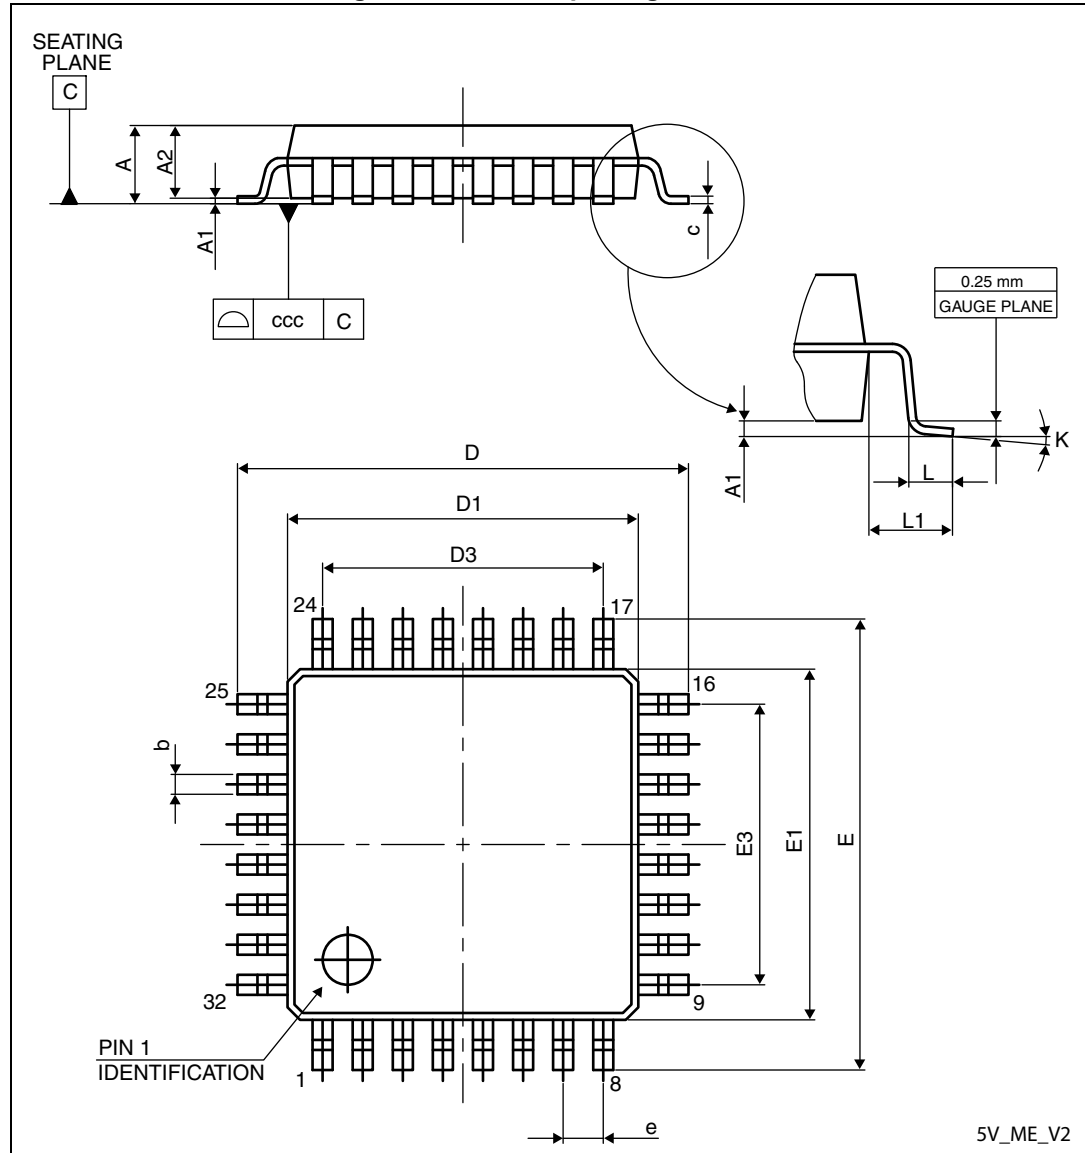 SEATING
PLANE
C
A
A2
A1
c
ccc
C
0.25 mm
GAUGE PLANE
K
A1
L
L1
D
D1
D3
24
17
25
16
b
E3
E1
E
32
9
PIN 1
IDENTIFICATION
1
8
e
5V_ME_V2